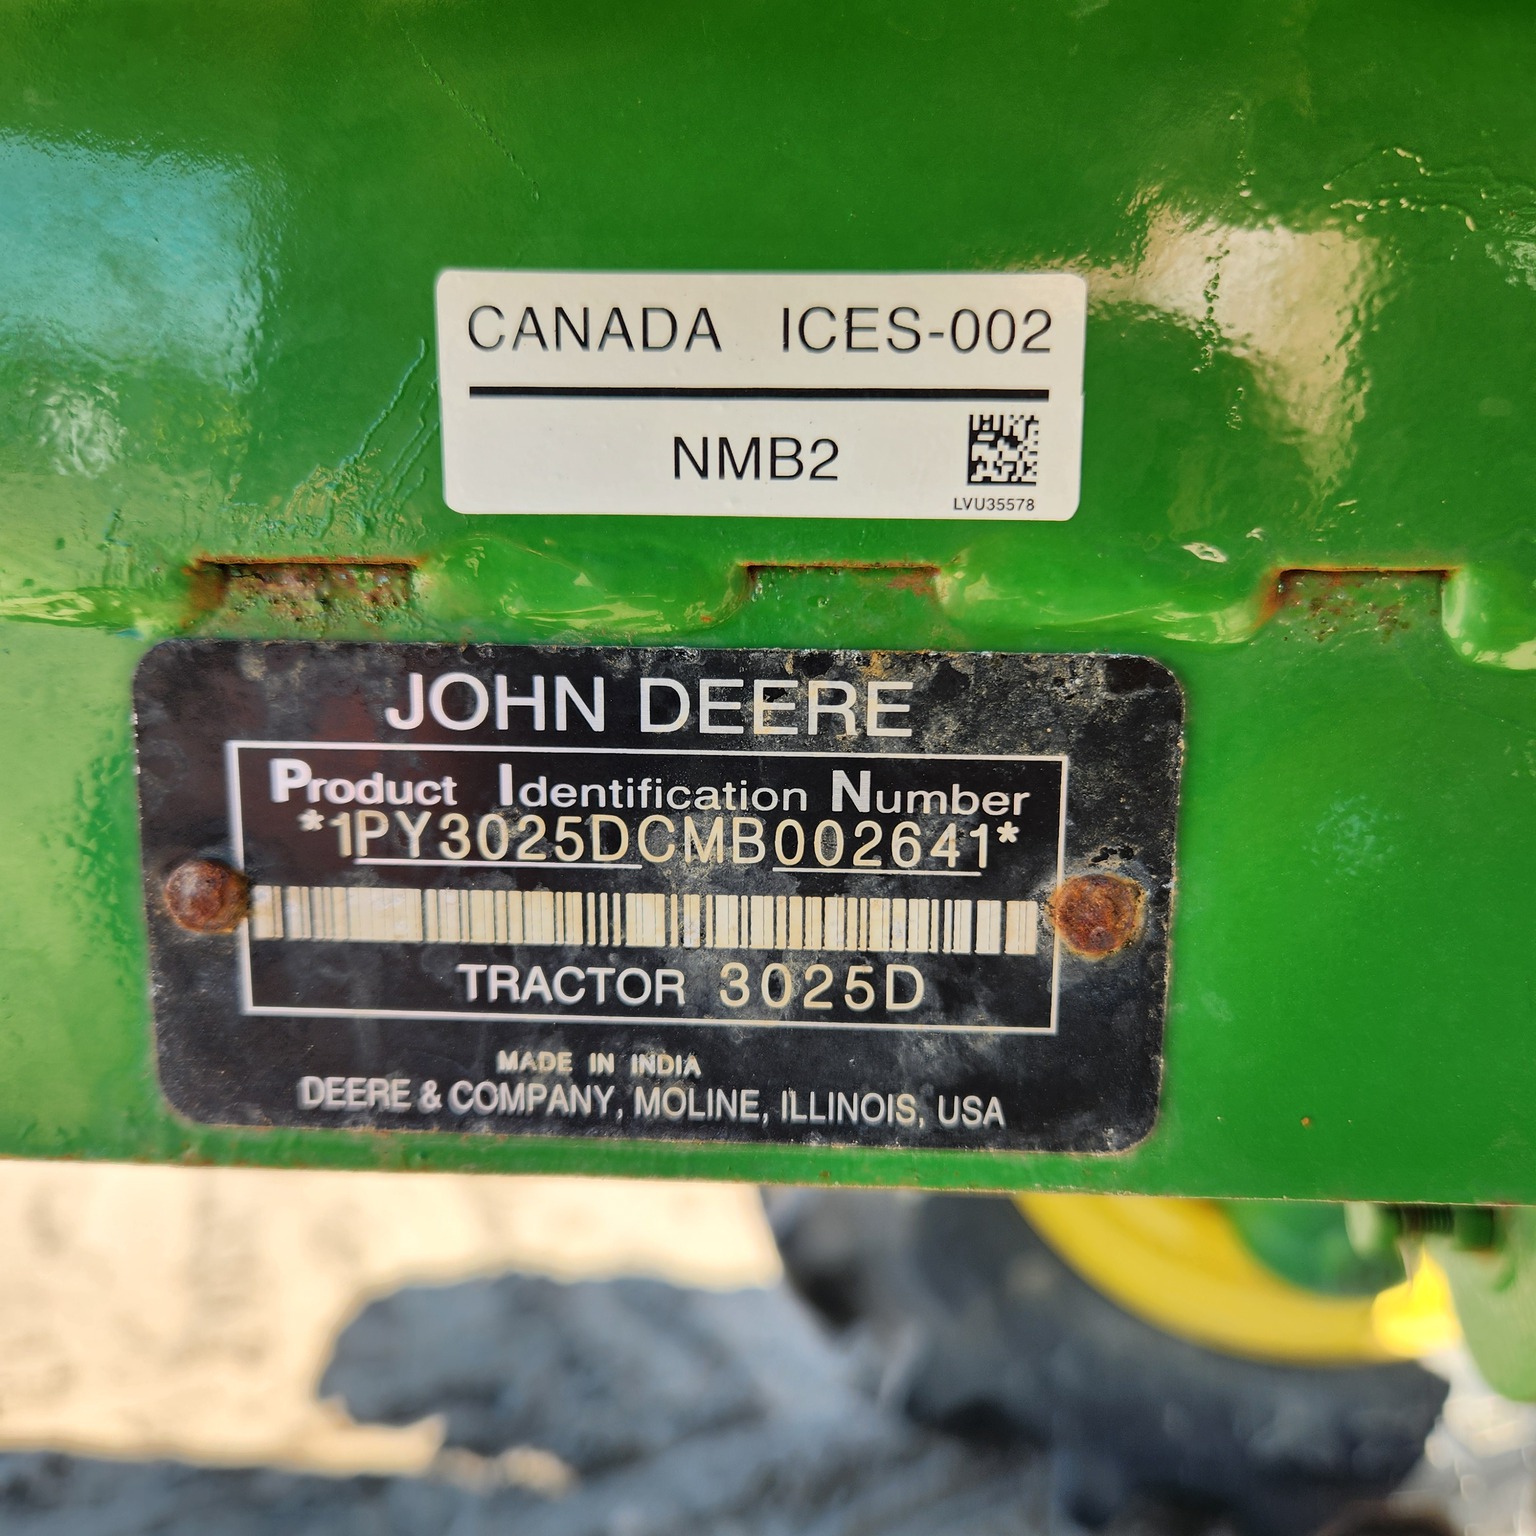 CANADA ICES-002
NMB2
LVU35578
JOHN DEERE
Product Identification Number
*1PY3025DCMB002641*
TRACTOR 3025D
MADE IN INDIA
DEERE & COMPANY, MOLINE, ILLINOIS, USA